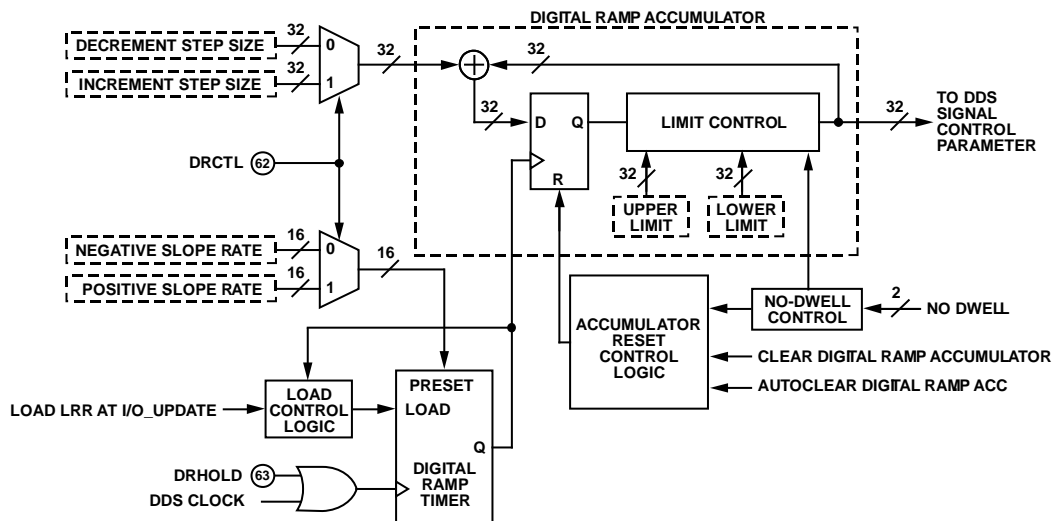 DIGITAL RAMP ACCUMULATOR
DECREMENT STEP SIZE
32
0
32
INCREMENT STEP SIZE
32
1
32
32
D
Q
R
LIMIT CONTROL
32
TO DDS
SIGNAL
CONTROL
PARAMETER
DRCTL
62
32
UPPER
LIMIT
32
LOWER
LIMIT
NEGATIVE SLOPE RATE
16
0
16
POSITIVE SLOPE RATE
16
1
ACCUMULATOR
RESET
CONTROL
LOGIC
NO-DWELL
CONTROL
2
NO DWELL
CLEAR DIGITAL RAMP ACCUMULATOR
AUTOCLEAR DIGITAL RAMP ACC
LOAD LRR AT I/O_UPDATE
LOAD
CONTROL
LOGIC
PRESET
LOAD
Q
DIGITAL
RAMP
TIMER
DRHOLD
63
DDS CLOCK